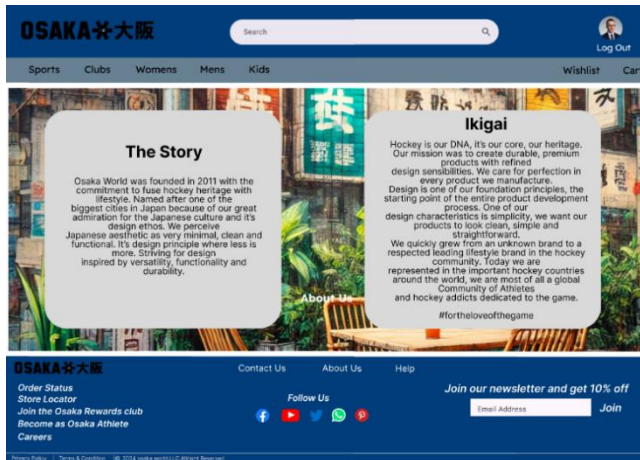 OSAKA大阪
Search
Log Out
Sports Clubs Womens Mens Kids Wishlist Car
The Story
Osaka World was founded in 2011 with the
commitment to fuse hockey heritage with
lifestyle. Named after one of the
biggest cities in Japan because of our great
admiration for the Japanese culture and it's
design ethos. We perceive
Japanese aesthetic as very minimal, clean and
functional. It's design principle where less is
more. Striving for design
inspired by versatility, functionality and
durability.
Ikigai
Hockey is our DNA, it's our core, our heritage.
Our mission was to create durable, premium
products with refined
design sensibilities. We care for perfection in
every product we manufacture.
Design is one of our foundation principles, the
starting point of the entire product development
process. One of our
design characteristics is simplicity, we want our
products to look clean, simple and
straightforward.
We quickly grew from an unknown brand to a
respected leading lifestyle brand in the hockey
community. Today we are
represented in the important hockey countries
around the world, we are most of all a global
Community of Athletes
and hockey addicts dedicated to the game.
#fortheloveofthegame
About Us
OSAKA大阪
Order Status
Store Locator
Join the Osaka Rewards club
Become as Osaka Athlete
Careers
Contact Us About Us Help
Follow Us
Join our newsletter and get 10% off
Email Address Join
Privacy Policy | Terms & Condition |© 2024 osaka world LLC All right Reserved